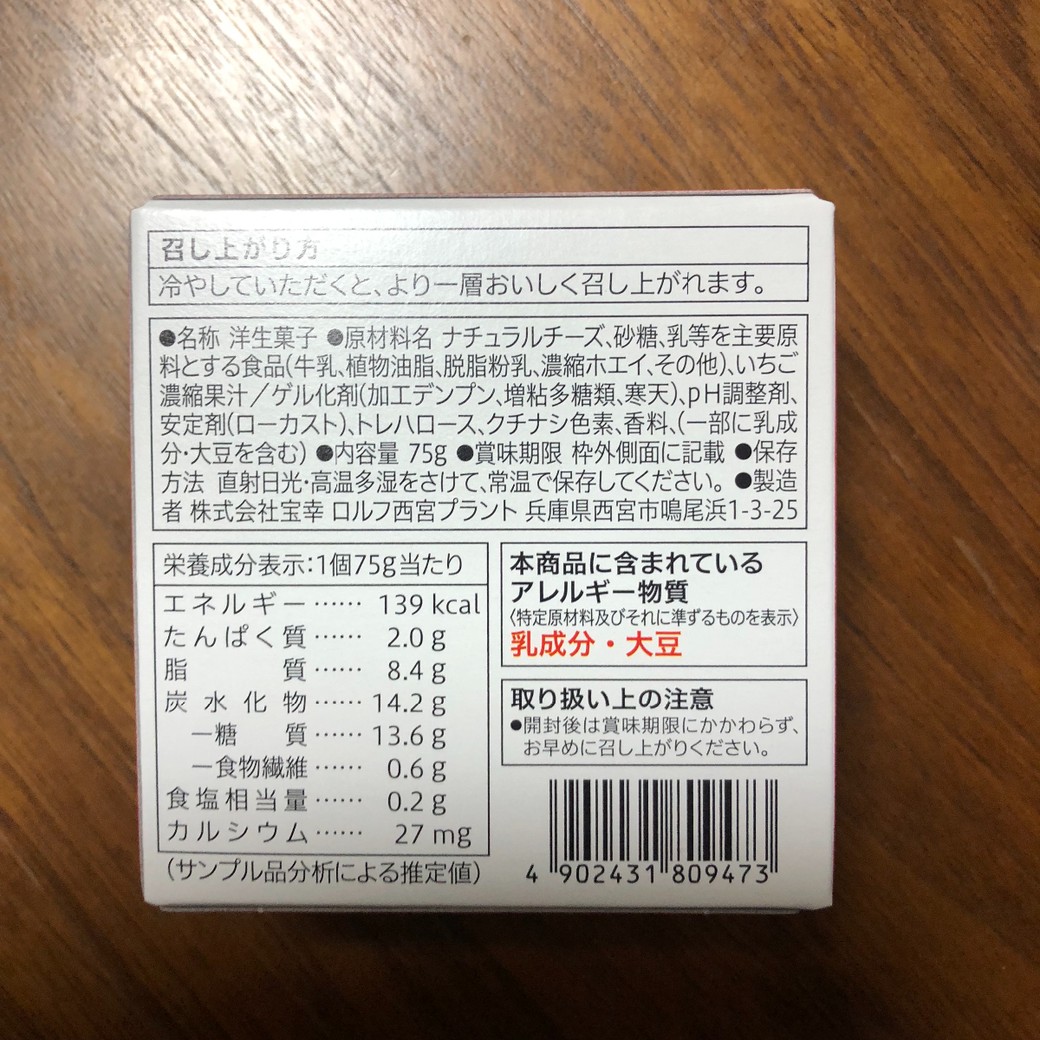 召し上がり方
冷やしていただくと、より一層おいしく召し上がれます。
●名称 洋生菓子 ●原材料名 ナチュラルチーズ、砂糖、乳等を主要原
料とする食品(牛乳、植物油脂、脱脂粉乳、濃縮ホエイ、その他)、いちご
濃縮果汁／ゲル化剤(加工デンプン、増粘多糖類、寒天)、pH調整剤、
安定剤(ローカスト)、トレハロース、クチナシ色素、香料、(一部に乳成
分・大豆を含む) ●内容量 75g ●賞味期限 枠外側面に記載 ●保存
方法 直射日光・高温多湿をさけて、常温で保存してください。 ●製造
者 株式会社宝幸 ロルフ西宮プラント 兵庫県西宮市鳴尾浜1-3-25
栄養成分表示:1個75g当たり
エネルギー…… 139 kcal
たんぱく質…… 2.0 g
脂質…… 8.4 g
炭水化物…… 14.2 g
－糖質…… 13.6 g
－食物繊維…… 0.6 g
食塩相当量…… 0.2 g
カルシウム…… 27 mg
(サンプル品分析による推定値)
本商品に含まれている
アレルギー物質
〈特定原材料及びそれに準ずるものを表示〉
乳成分・大豆
取り扱い上の注意
●開封後は賞味期限にかかわらず、
お早めに召し上がりください。
4 902431 809473